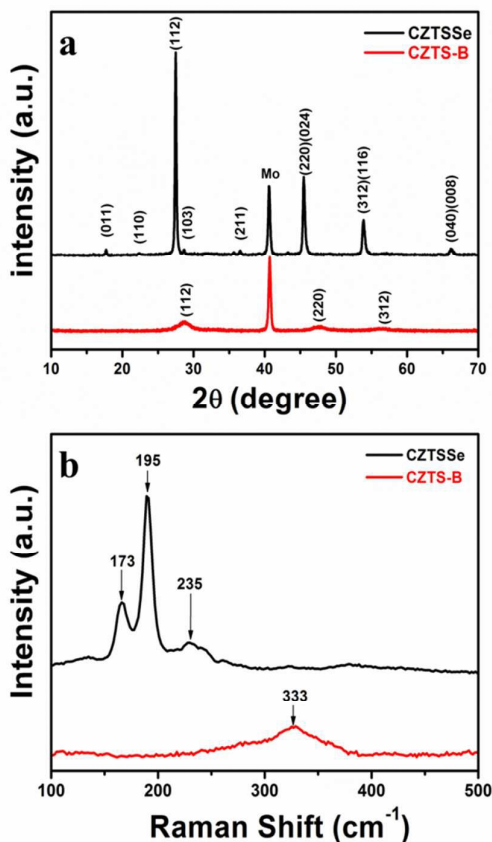 a
CZTSSe
CZTS-B
(112)
(011)
(110)
(103)
(211)
Mo
(220)(024)
(312)(116)
(040)(008)
(112)
(220)
(312)
intensity (a.u.)
10 20 30 40 50 60 70
2θ (degree)
b
CZTSSe
CZTS-B
195
173
235
333
Intensity (a.u.)
100 200 300 400 500
Raman Shift (cm⁻¹)